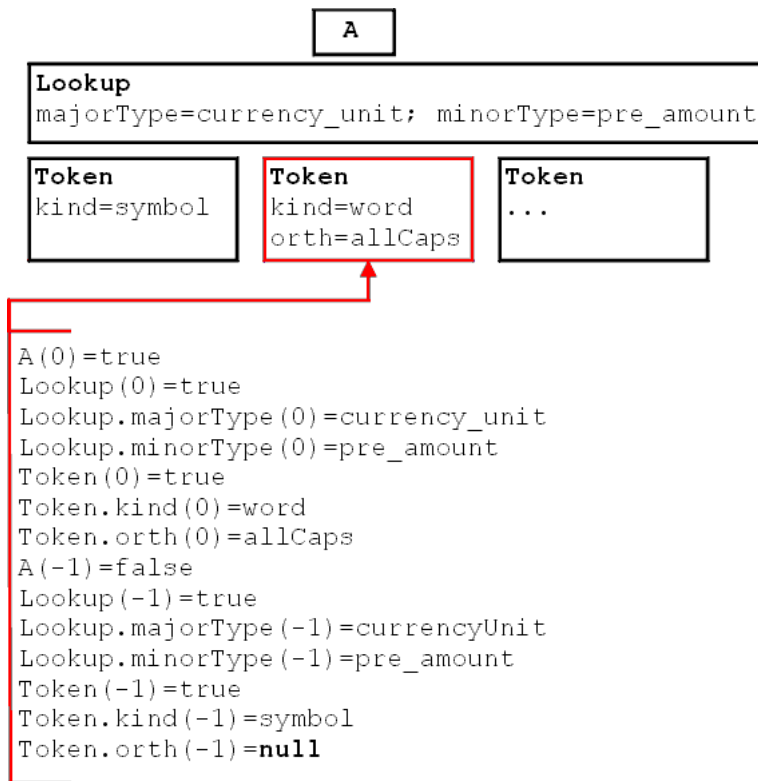 A
Lookup
majorType=currency_unit; minorType=pre_amount
Token
kind=symbol
Token
kind=word
orth=allCaps
Token
...
A(0)=true
Lookup(0)=true
Lookup.majorType(0)=currency_unit
Lookup.minorType(0)=pre_amount
Token(0)=true
Token.kind(0)=word
Token.orth(0)=allCaps
A(-1)=false
Lookup(-1)=true
Lookup.majorType(-1)=currencyUnit
Lookup.minorType(-1)=pre_amount
Token(-1)=true
Token.kind(-1)=symbol
Token.orth(-1)=null